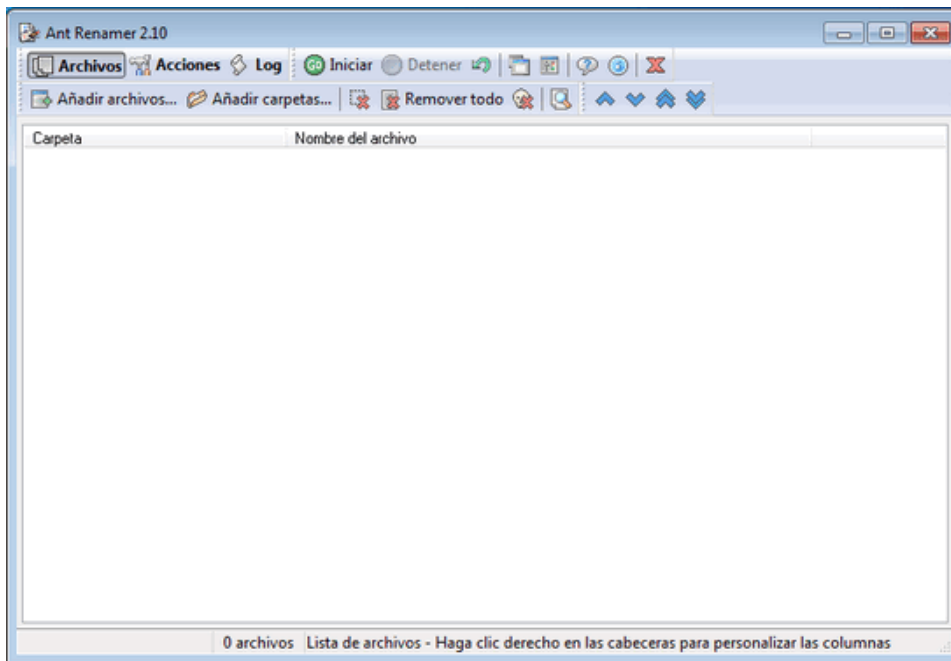 Ant Renamer 2.10
Archivos Acciones Log Iniciar Detener
Añadir archivos... Añadir carpetas... Remover todo
Carpeta Nombre del archivo
0 archivos Lista de archivos - Haga clic derecho en las cabeceras para personalizar las columnas